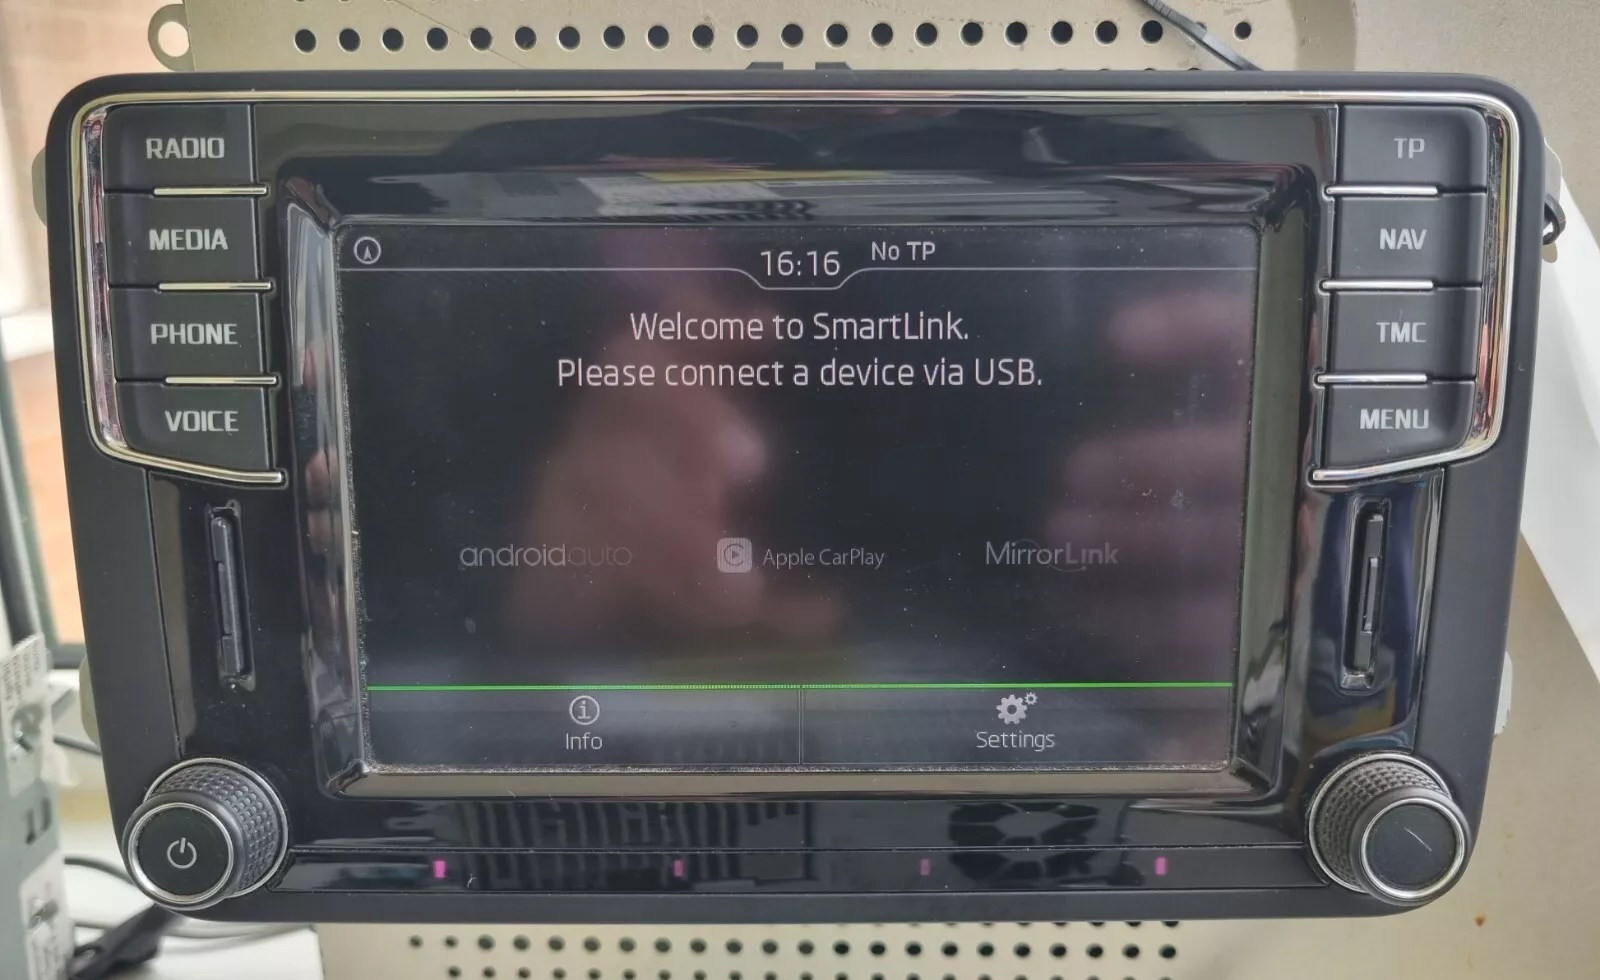 RADIO
MEDIA
PHONE
VOICE
TP
NAV
TMC
MENU
16:16
No TP
Welcome to SmartLink.
Please connect a device via USB.
androidauto
Apple CarPlay
MirrorLink
Info
Settings